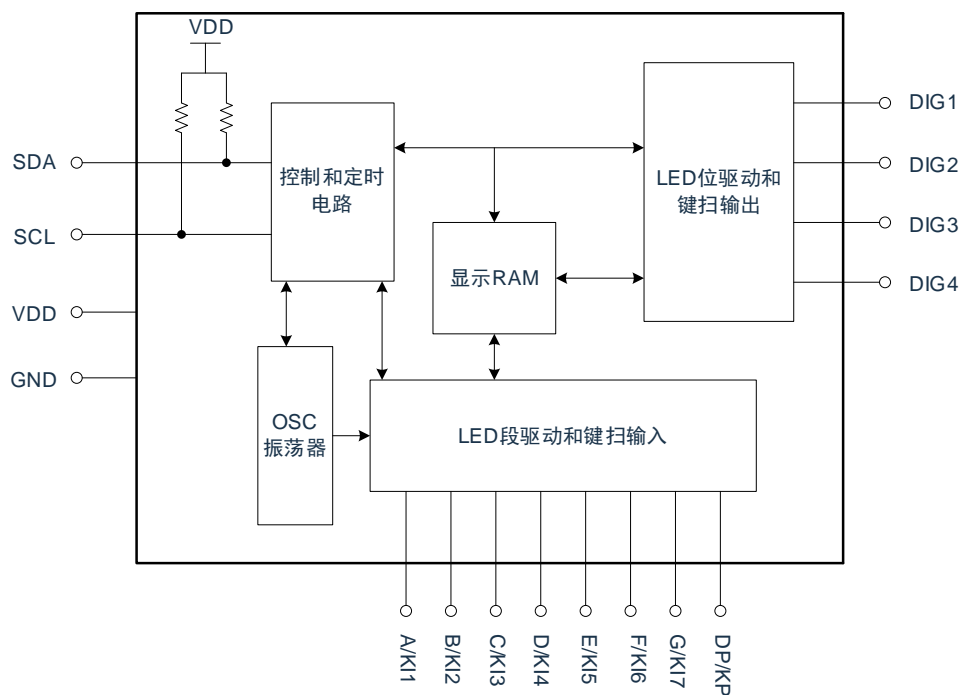 VDD
SDA
SCL
VDD
GND
控制和定时
电路
LED位驱动和
键扫输出
显示RAM
OSC
振荡器
LED段驱动和键扫输入
DIG1
DIG2
DIG3
DIG4
A/KI1
B/KI2
C/KI3
D/KI4
E/KI5
F/KI6
G/KI7
DP/KP